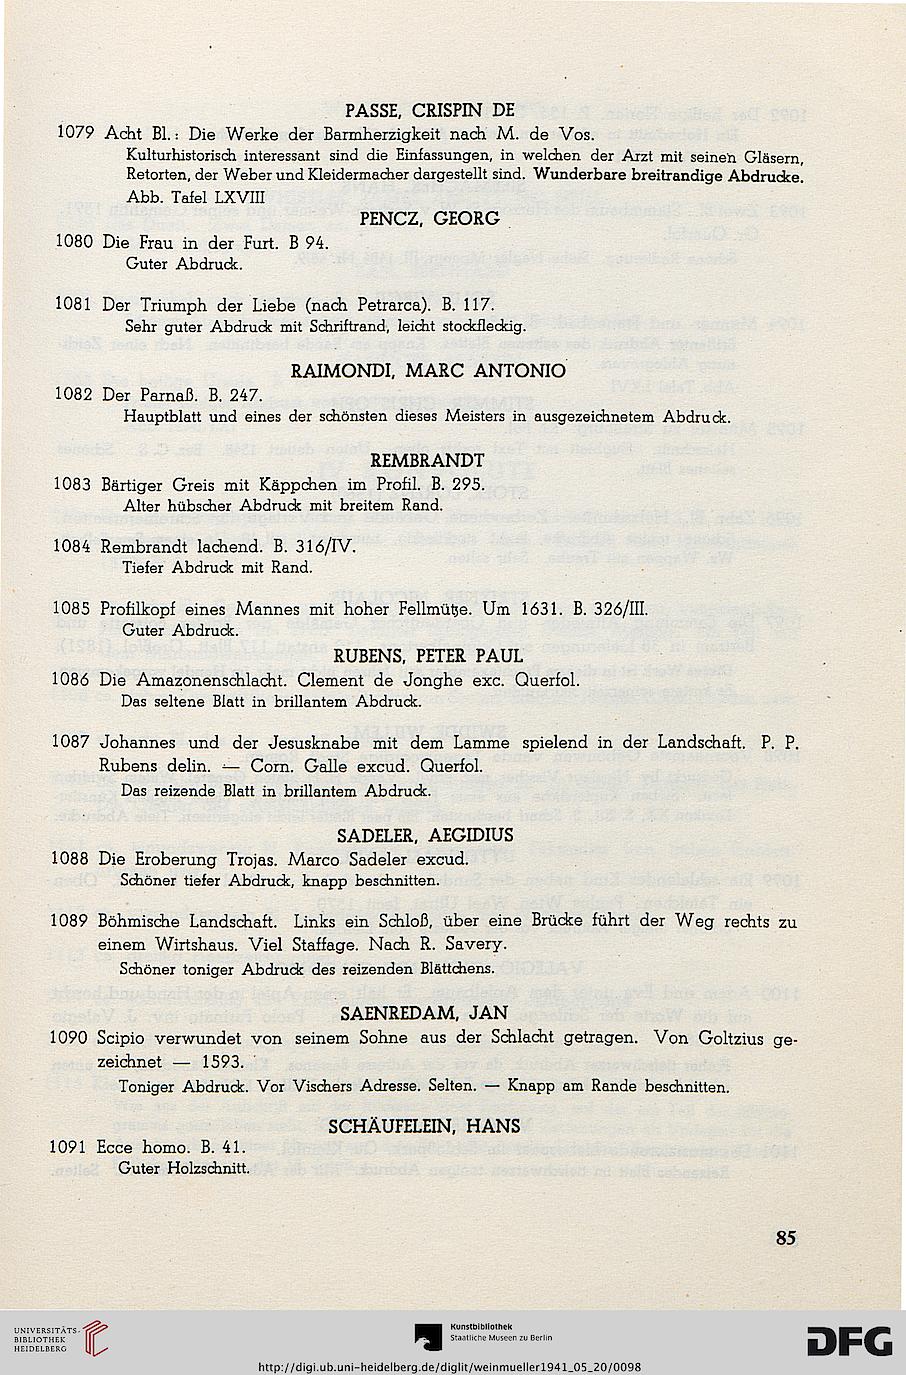 PASSE, CRISPIN DE
1079 Acht Bl.: Die Werke der Barmherzigkeit nach M. de Vos.
Kulturhistorisch interessant sind die Einfassungen, in welchen der Arzt mit seinen Gläsern,
Retorten, der Weber und Kleidermacher dargestellt sind. Wunderbare breitrandige Abdrucke.
Abb. Tafel LXVIII
PENCZ, GEORG
1080 Die Frau in der Furt. B 94.
Guter Abdruck.
1081 Der Triumph der Liebe (nach Petrarca). B. 117.
Sehr guter Abdruck mit Schriftrand, leicht stockfleckig.
RAIMONDI, MARC ANTONIO
1082 Der Parnaß. B. 247.
Hauptblatt und eines der schönsten dieses Meisters in ausgezeichnetem Abdruck.
REMBRANDT
1083 Bärtiger Greis mit Käppchen im Profil. B. 295.
Alter hübscher Abdruck mit breitem Rand.
1084 Rembrandt lachend. B. 316/IV.
Tiefer Abdruck mit Rand.
1085 Profilkopf eines Mannes mit hoher Fellmütze. Um 1631. B. 326/III.
Guter Abdruck.
RUBENS, PETER PAUL
1086 Die Amazonenschlacht. Clement de Jonghe exc. Querfol.
Das seltene Blatt in brillantem Abdruck.
1087 Johannes und der Jesusknabe mit dem Lamme spielend in der Landschaft. P. P.
Rubens delin. — Corn. Galle excud. Querfol.
Das reizende Blatt in brillantem Abdruck.
SADELER, AEGIDIUS
1088 Die Eroberung Trojas. Marco Sadeler excud.
Schöner tiefer Abdruck, knapp beschnitten.
1089 Böhmische Landschaft. Links ein Schloß, über eine Brücke führt der Weg rechts zu
einem Wirtshaus. Viel Staffage. Nach R. Savery.
Schöner toniger Abdruck des reizenden Blättchens.
SAENREDAM, JAN
1090 Scipio verwundet von seinem Sohne aus der Schlacht getragen. Von Goltzius ge-
zeichnet — 1593.
Toniger Abdruck. Vor Vischers Adresse. Selten. — Knapp am Rande beschnitten.
SCHÄUFELEIN, HANS
1091 Ecce homo. B. 41.
Guter Holzschnitt.
85
UNIVERSITÄTS-
BIBLIOTHEK
HEIDELBERG
Kunstbibliothek
Staatliche Museen zu Berlin
DFG
http://digi.ub.uni-heidelberg.de/diglit/weinmueller1941_05_20/0098